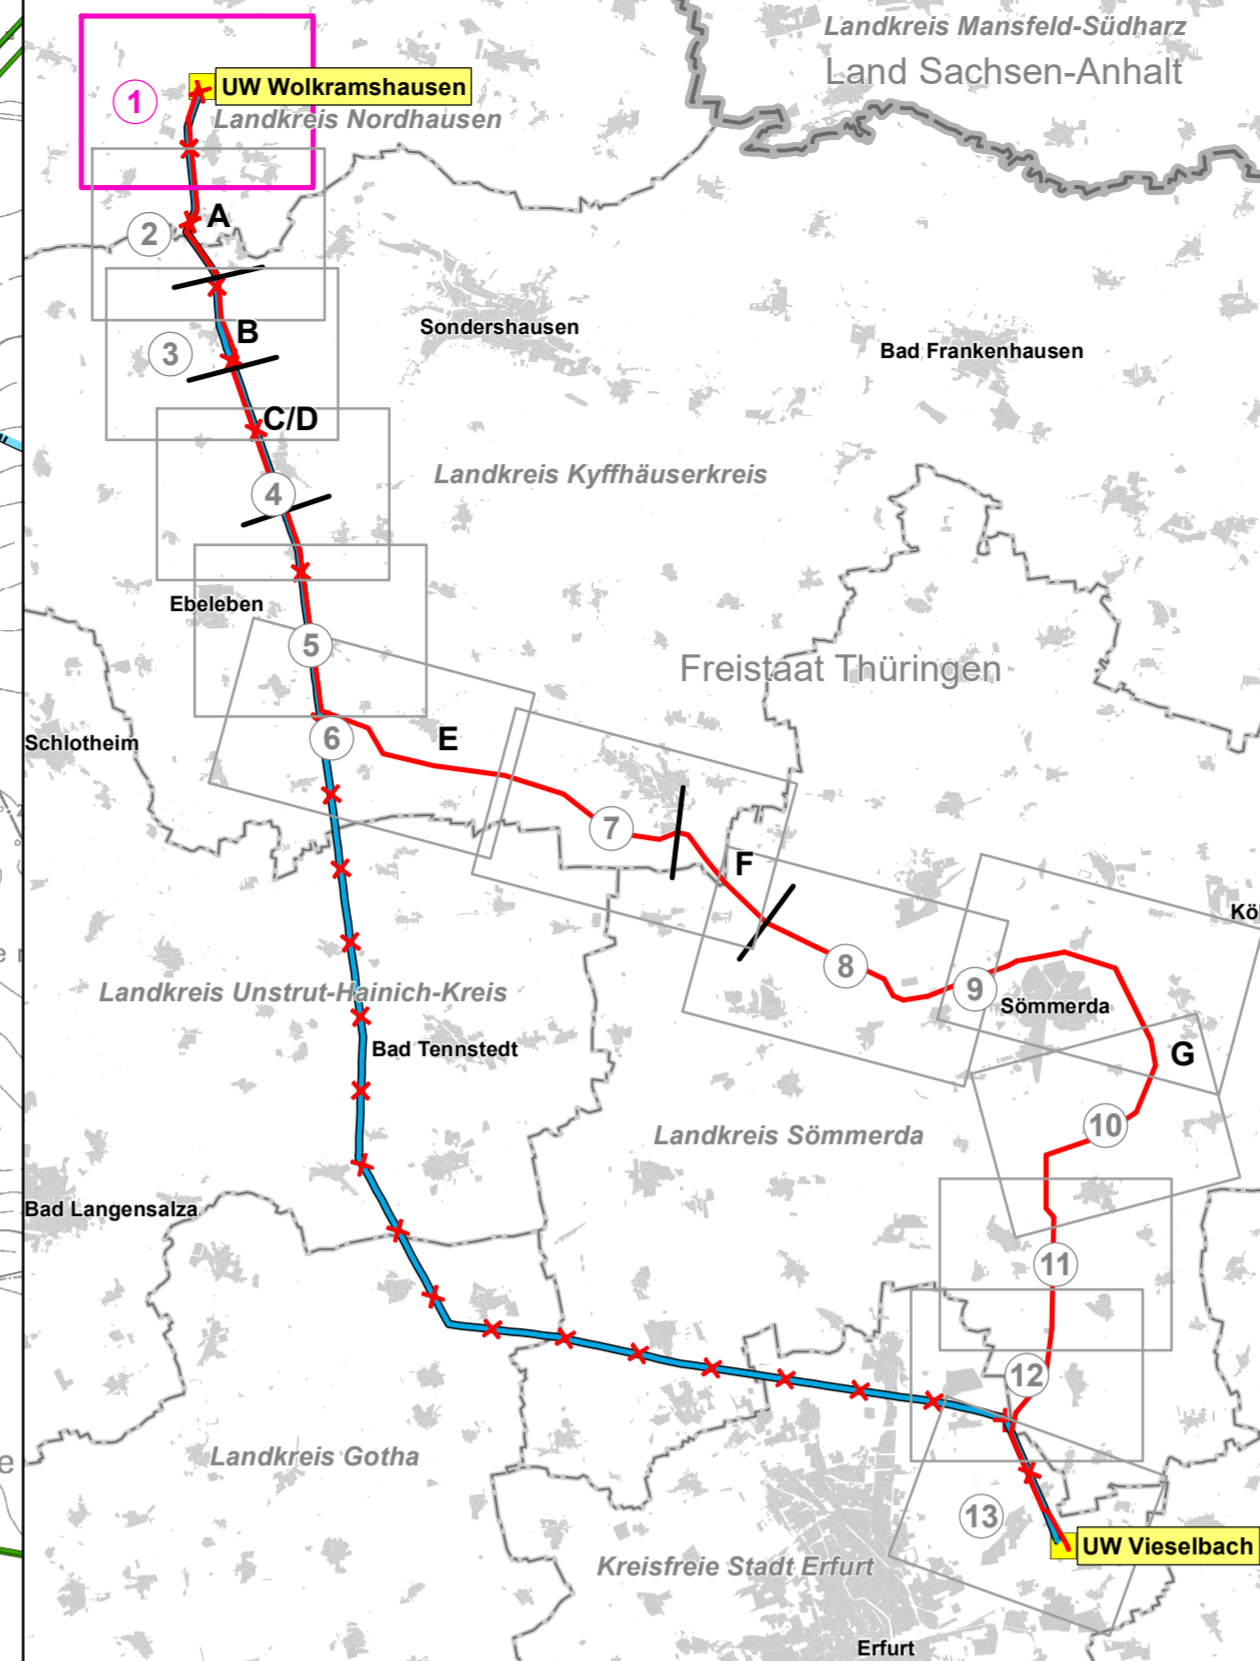 Landkreis Mansfeld-Südharz
Land Sachsen-Anhalt
UW Wolkramshausen
1
Landkreis Nordhausen
A
2
B
3
Sondershausen
Bad Frankenhausen
C/D
Landkreis Kyffhäuserkreis
4
Ebeleben
5
Freistaat Thüringen
Schlotheim
6
E
7
F
Kö
8
9
Landkreis Unstrut-Hainich-Kreis
Sömmerda
Bad Tennstedt
G
10
Landkreis Sömmerda
Bad Langensalza
11
12
e
Landkreis Gotha
13
UW Vieselbach
Kreisfreie Stadt Erfurt
Erfurt